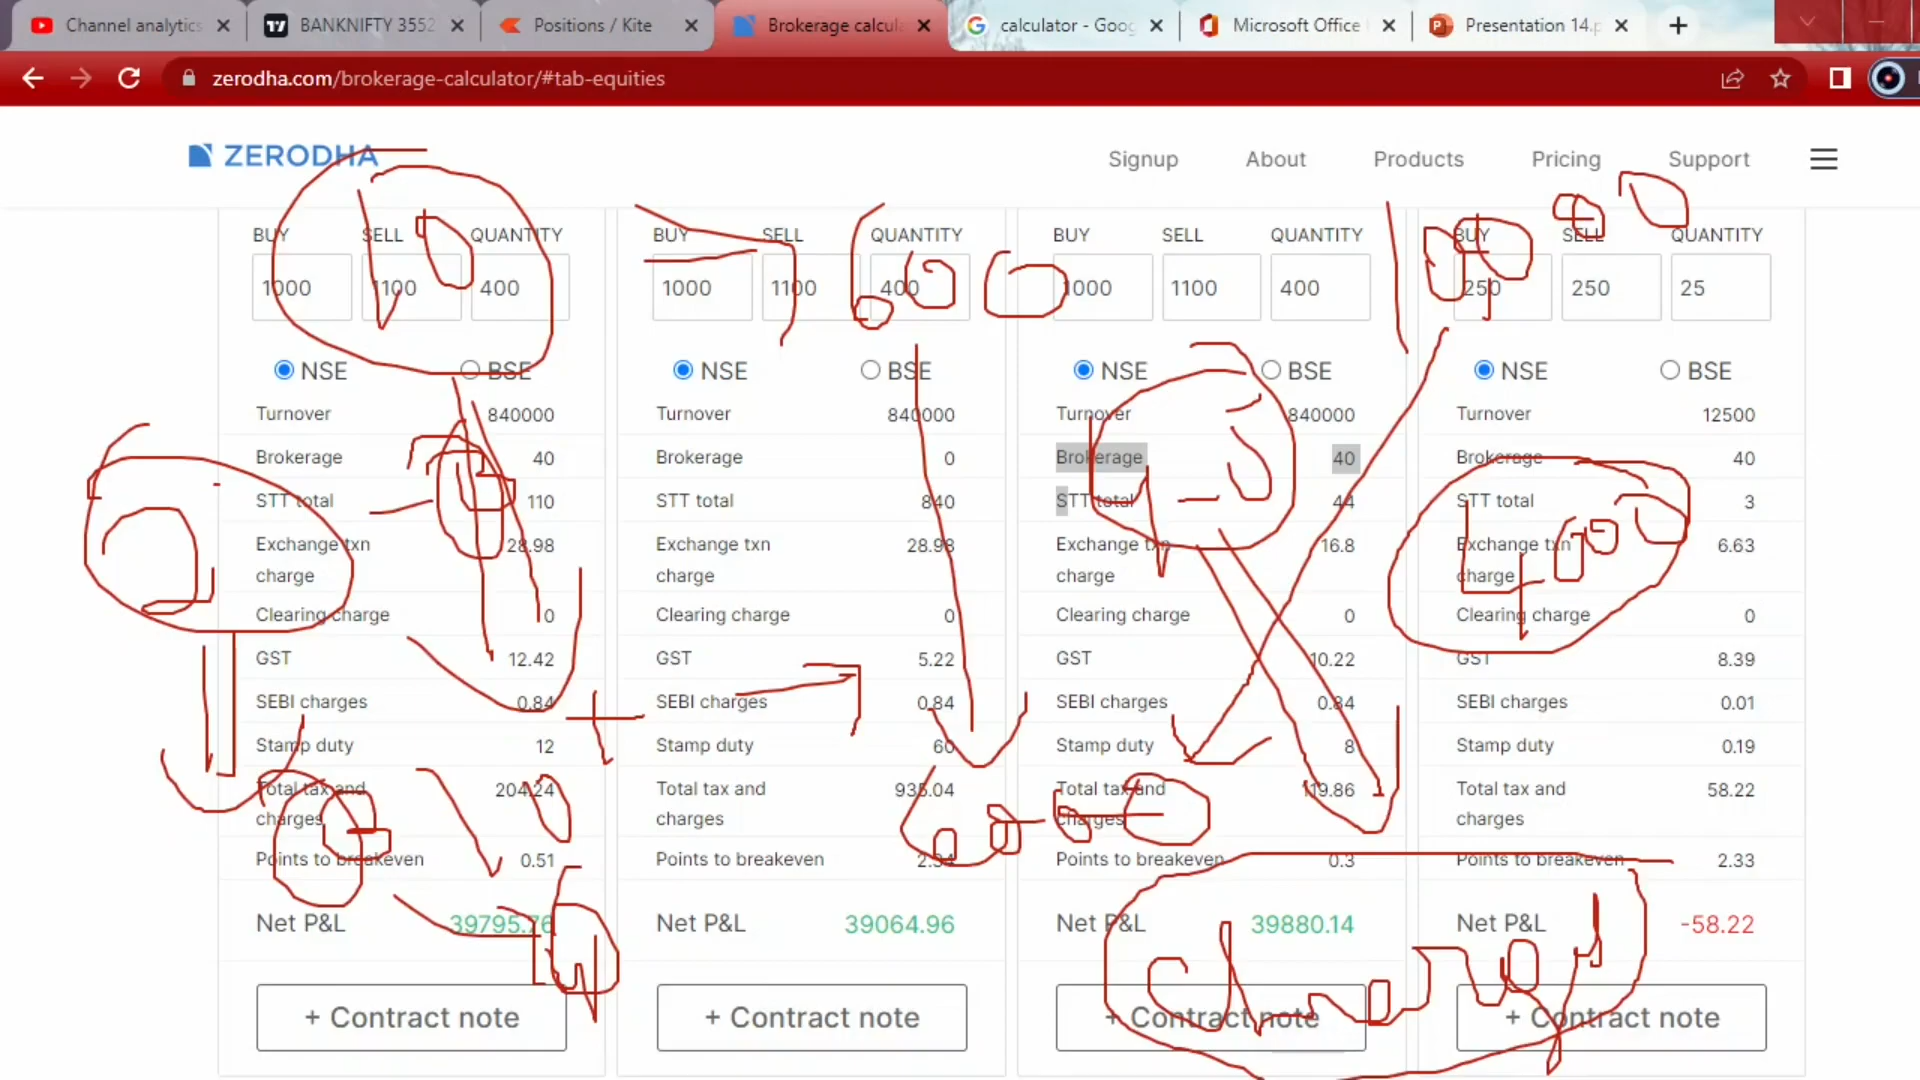 Channel analytics
BANKNIFTY 3552
Positions / Kite
Brokerage calcul
calculator - Goog
Microsoft Office
Presentation 14.p
zerodha.com/brokerage-calculator/#tab-equities
ZERODHA
Signup About Products Pricing Support
BUY SELL QUANTITY BUY SELL QUANTITY BUY SELL QUANTITY BUY SELL QUANTITY
1000 1100 400 1000 1100 400 1000 1100 400 250 250 25
NSE BSE NSE BSE NSE BSE NSE BSE
Turnover 840000 Turnover 840000 Turnover 840000 Turnover 12500
Brokerage 40 Brokerage 0 Brokerage 40 Brokerage 40
STT total 110 STT total 840 STT total 44 STT total 3
Exchange txn charge 28.98 Exchange txn charge 28.98 Exchange txn charge 16.8 Exchange txn charge 6.63
Clearing charge 0 Clearing charge 0 Clearing charge 0 Clearing charge 0
GST 12.42 GST 5.22 GST 10.22 GST 8.39
SEBI charges 0.84 SEBI charges 0.84 SEBI charges 0.84 SEBI charges 0.01
Stamp duty 12 Stamp duty 60 Stamp duty 8 Stamp duty 0.19
Total tax and charges 204.24 Total tax and charges 935.04 Total tax and charges 119.86 Total tax and charges 58.22
Points to breakeven 0.51 Points to breakeven 2.34 Points to breakeven 0.3 Points to breakeven 2.33
Net P&L 39795.76 Net P&L 39064.96 Net P&L 39880.14 Net P&L -58.22
+ Contract note + Contract note + Contract note + Contract note